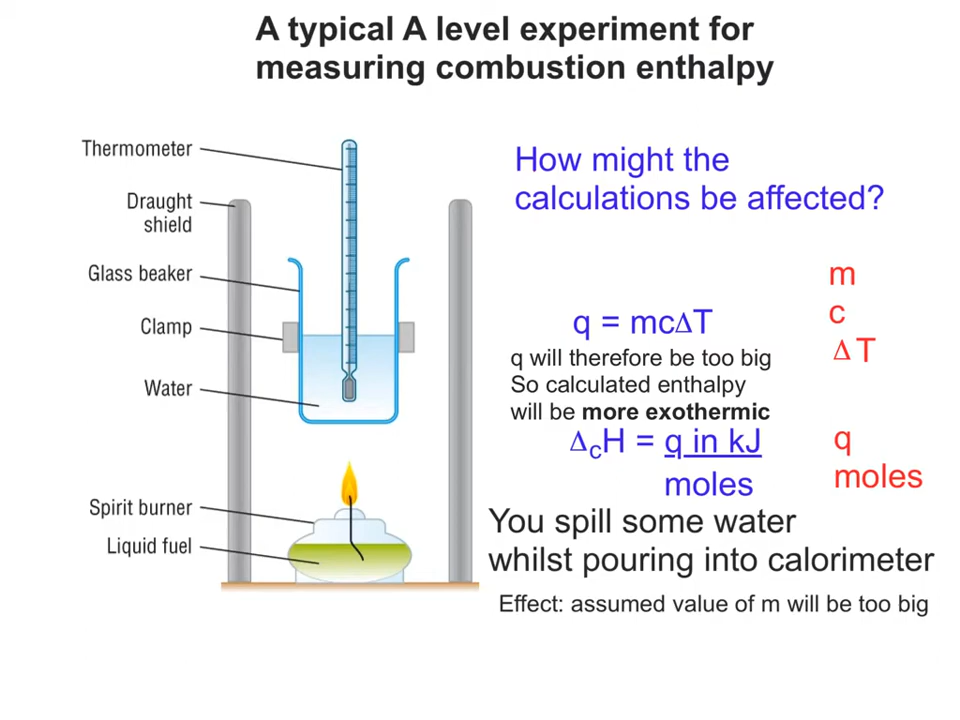 A typical A level experiment for
measuring combustion enthalpy
Thermometer
Draught
shield
Glass beaker
Clamp
Water
Spirit burner
Liquid fuel
How might the
calculations be affected?
m
c
Δ T
q = mcΔT
q will therefore be too big
So calculated enthalpy
will be more exothermic
ΔcH = q in kJ
moles
q
moles
You spill some water
whilst pouring into calorimeter
Effect: assumed value of m will be too big